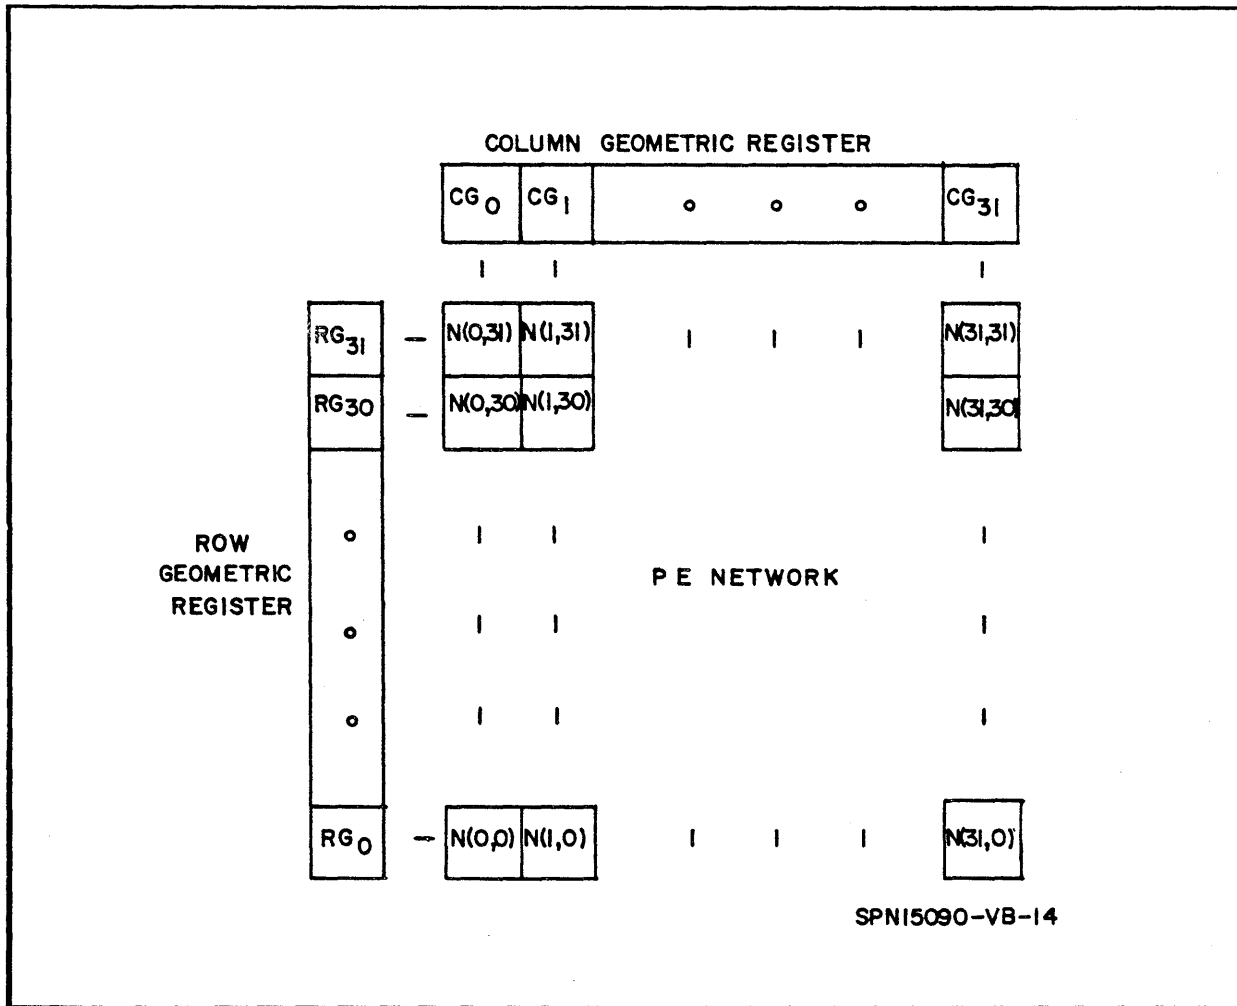 COLUMN GEOMETRIC REGISTER
CG0 CG1 CG31
RG31 N(0,31) N(1,31) N(31,31)
RG30 N(0,30) N(1,30) N(31,30
ROW
GEOMETRIC
REGISTER
PE NETWORK
RG0 N(0,0) N(1,0) N(31,0)
SPN15090-VB-14